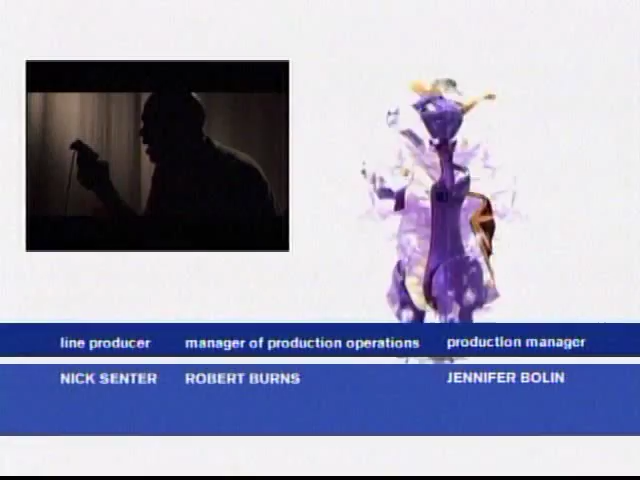 line producer manager of production operations production manager
NICK SENTER ROBERT BURNS JENNIFER BOLIN